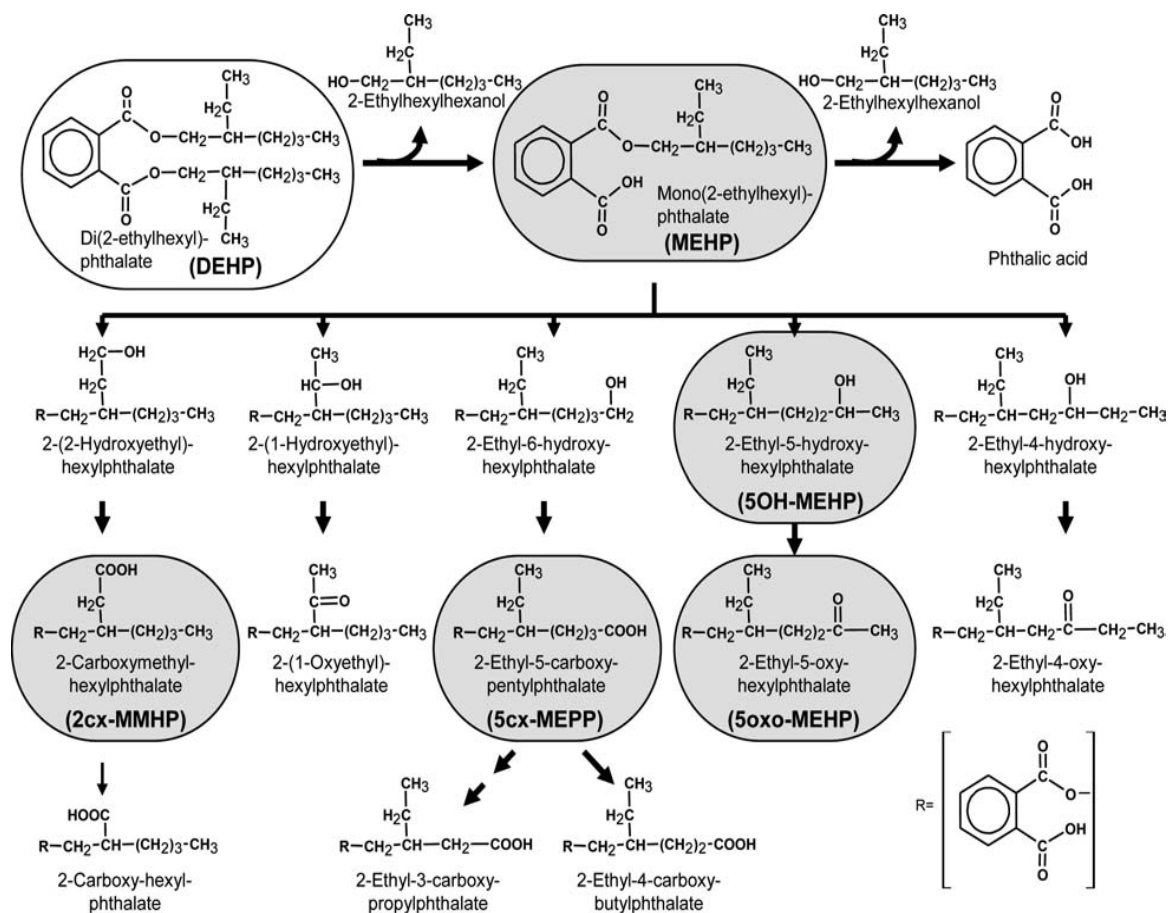 CH3
H2C
HO—CH2—CH—(CH2)3-CH3
2-Ethylhexylhexanol
CH3
H2C
HO—CH2—CH—(CH2)3-CH3
2-Ethylhexylhexanol
O
C
O—CH2—CH—(CH2)3-CH3
H2C
CH3
C
O—CH2—CH—(CH2)3-CH3
O
H2C
CH3
Di(2-ethylhexyl)-
phthalate
(DEHP)
O
C
O—CH2—CH—(CH2)3-CH3
H2C
CH3
C
OH
O
Mono(2-ethylhexyl)-
phthalate
(MEHP)
O
C
OH
C
OH
O
Phthalic acid
H2C—OH
H2C
R—CH2—CH—(CH2)3-CH3
2-(2-Hydroxyethyl)-
hexylphthalate
CH3
CH—OH
R—CH2—CH—(CH2)3-CH3
2-(1-Hydroxyethyl)-
hexylphthalate
CH3
H2C
OH
R—CH2—CH—(CH2)3-CH2
2-Ethyl-6-hydroxy-
hexylphthalate
CH3
H2C
OH
R—CH2—CH—(CH2)2CH—CH3
2-Ethyl-5-hydroxy-
hexylphthalate
(5OH-MEHP)
CH3
H2C
OH
R—CH2—CH—CH2—CH—CH2—CH3
2-Ethyl-4-hydroxy-
hexylphthalate
COOH
H2C
R—CH2—CH—(CH2)3-CH3
2-Carboxymethyl-
hexylphthalate
(2cx-MMHP)
CH3
C=O
R—CH2—CH—(CH2)3-CH3
2-(1-Oxyethyl)-
hexylphthalate
CH3
H2C
R—CH2—CH—(CH2)3COOH
2-Ethyl-5-carboxy-
pentylphthalate
(5cx-MEPP)
CH3
H2C
O
R—CH2—CH—(CH2)2C—CH3
2-Ethyl-5-oxy-
hexylphthalate
(5oxo-MEHP)
CH3
H2C
O
R—CH2—CH—CH2—C—CH2—CH3
2-Ethyl-4-oxy-
hexylphthalate
HOOC
R—CH2—CH—(CH2)3-CH3
2-Carboxy-hexyl-
phthalate
CH3
H2C
R—CH2—CH—CH2—COOH
2-Ethyl-3-carboxy-
propylphthalate
CH3
H2C
R—CH2—CH—(CH2)2-COOH
2-Ethyl-4-carboxy-
butylphthalate
R=
O
C
O—
C
OH
O